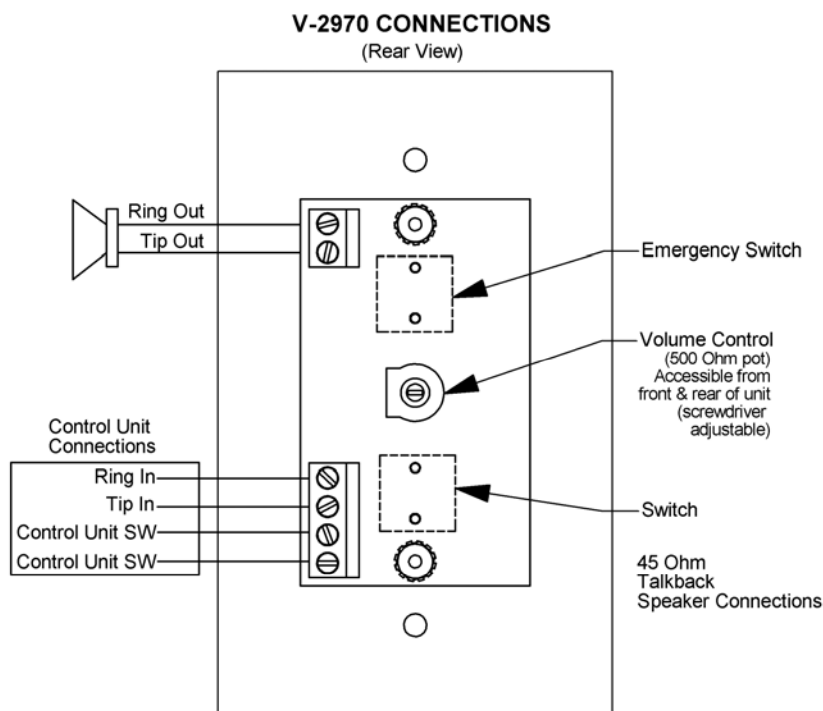 V-2970 CONNECTIONS
(Rear View)
Ring Out
Tip Out
Emergency Switch
Volume Control
(500 Ohm pot)
Accessible from
front & rear of unit
(screwdriver
adjustable)
Control Unit
Connections
Ring In
Tip In
Control Unit SW
Control Unit SW
Switch
45 Ohm
Talkback
Speaker Connections